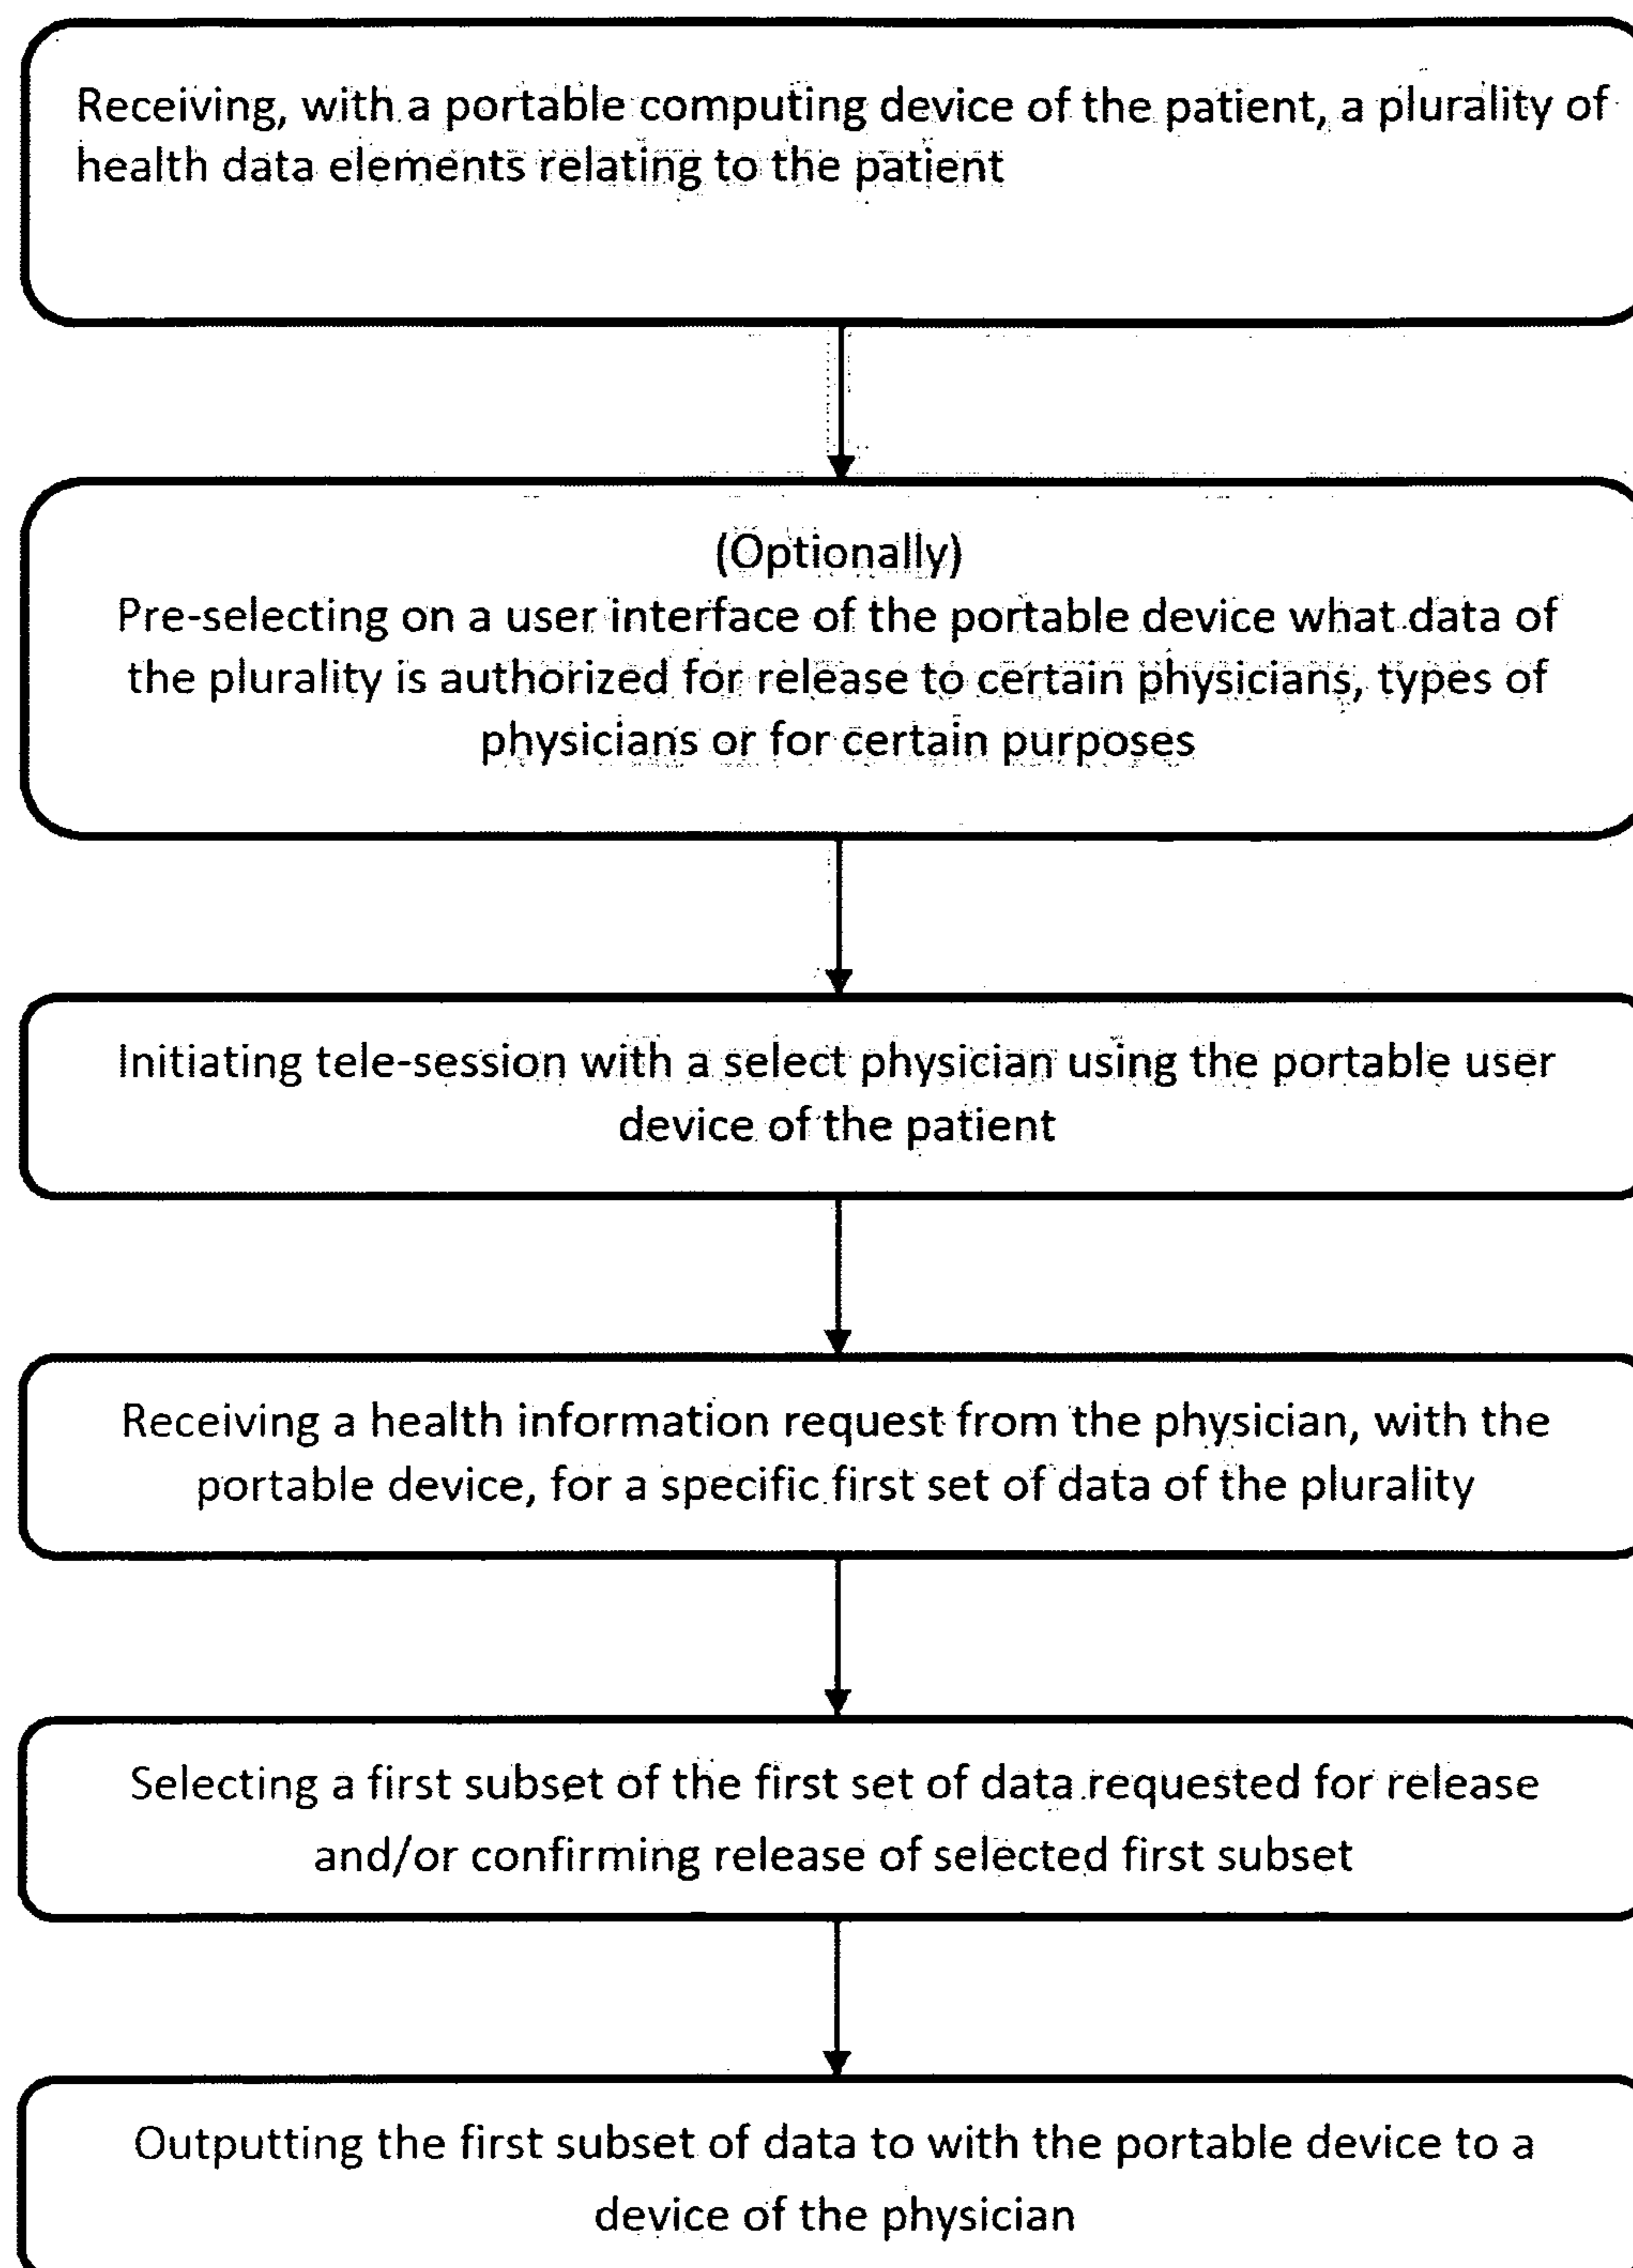 Receiving, with a portable computing device of the patient, a plurality of
health data elements relating to the patient
(Optionally)
Pre-selecting on a user interface of the portable device what data of
the plurality is authorized for release to certain physicians, types of
physicians or for certain purposes
Initiating tele-session with a select physician using the portable user
device of the patient
Receiving a health information request from the physician, with the
portable device, for a specific first set of data of the plurality
Selecting a first subset of the first set of data requested for release
and/or confirming release of selected first subset
Outputting the first subset of data to with the portable device to a
device of the physician